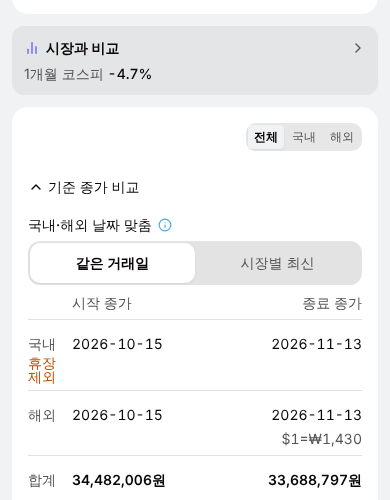 시장과 비교
1개월 코스피 -4.7%
전체 국내 해외
기준 종가 비교
국내·해외 날짜 맞춤
같은 거래일 시장별 최신
시작 종가 종료 종가
국내 2026-10-15 2026-11-13
휴장
제외
해외 2026-10-15 2026-11-13
$1=₩1,430
합계 34,482,006원 33,688,797원